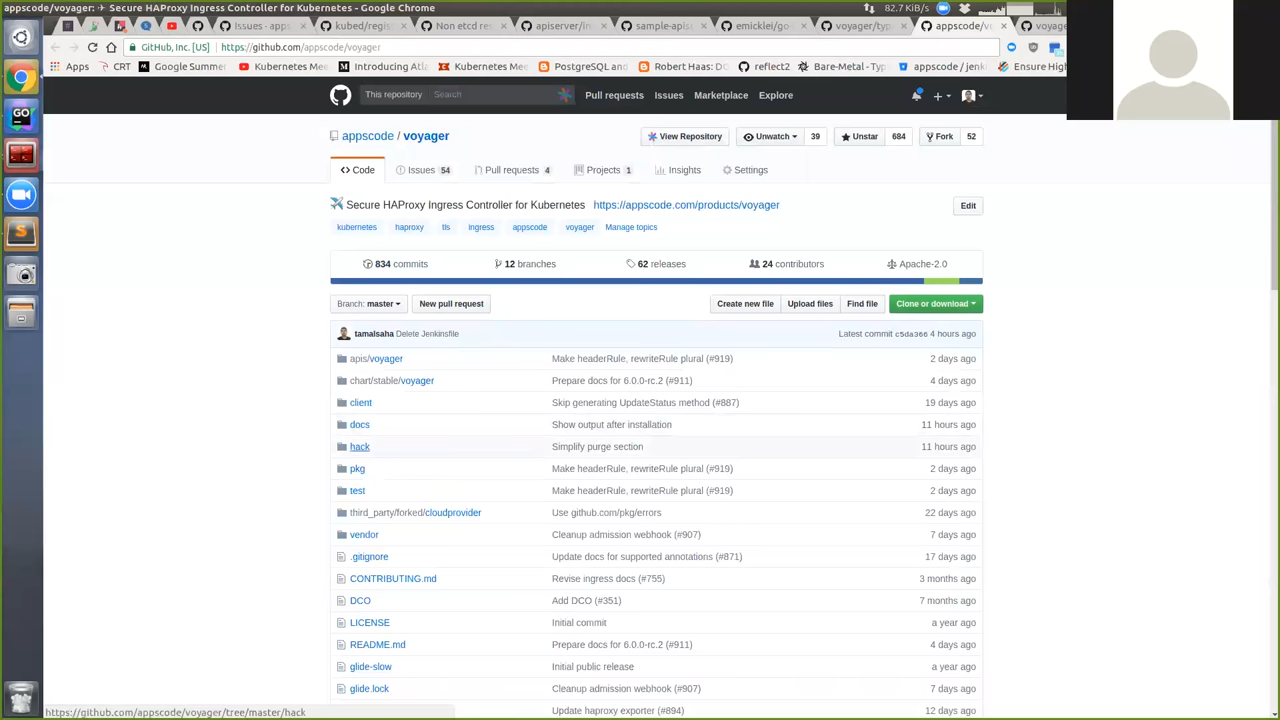 appscode/voyager: ✈ Secure HAProxy Ingress Controller for Kubernetes - Google Chrome
82.7 KiB/s
Issues - apps
kubed/regis
Non etcd re
apiserver/in
sample-apis
emicklei/go
voyager/typ
appscode/vo
voyag
GitHub, Inc. [US]
https://github.com/appscode/voyager
Apps
CRT
Google Summer
Kubernetes Mee
Introducing Atla
Kubernetes Mee
PostgreSQL and
Robert Haas: DO
reflect2
Bare-Metal - Typ
appscode / jenki
Ensure High
This repository
Search
Pull requests
Issues
Marketplace
Explore
appscode / voyager
View Repository
Unwatch
39
Unstar
684
Fork
52
Code
Issues 54
Pull requests 4
Projects 1
Insights
Settings
✈ Secure HAProxy Ingress Controller for Kubernetes https://appscode.com/products/voyager
Edit
kubernetes haproxy tls ingress appscode voyager Manage topics
834 commits
12 branches
62 releases
24 contributors
Apache-2.0
Branch: master
New pull request
Create new file
Upload files
Find file
Clone or download
tamalsaha Delete Jenkinsfile
Latest commit c5da366 4 hours ago
apis/voyager Make headerRule, rewriteRule plural (#919) 2 days ago
chart/stable/voyager Prepare docs for 6.0.0-rc.2 (#911) 4 days ago
client Skip generating UpdateStatus method (#887) 19 days ago
docs Show output after installation 11 hours ago
hack Simplify purge section 11 hours ago
pkg Make headerRule, rewriteRule plural (#919) 2 days ago
test Make headerRule, rewriteRule plural (#919) 2 days ago
third_party/forked/cloudprovider Use github.com/pkg/errors 22 days ago
vendor Cleanup admission webhook (#907) 7 days ago
.gitignore Update docs for supported annotations (#871) 17 days ago
CONTRIBUTING.md Revise ingress docs (#755) 3 months ago
DCO Add DCO (#351) 7 months ago
LICENSE Initial commit a year ago
README.md Prepare docs for 6.0.0-rc.2 (#911) 4 days ago
glide-slow Initial public release a year ago
glide.lock Cleanup admission webhook (#907) 7 days ago
Update haproxy exporter (#894) 12 days ago
https://github.com/appscode/voyager/tree/master/hack